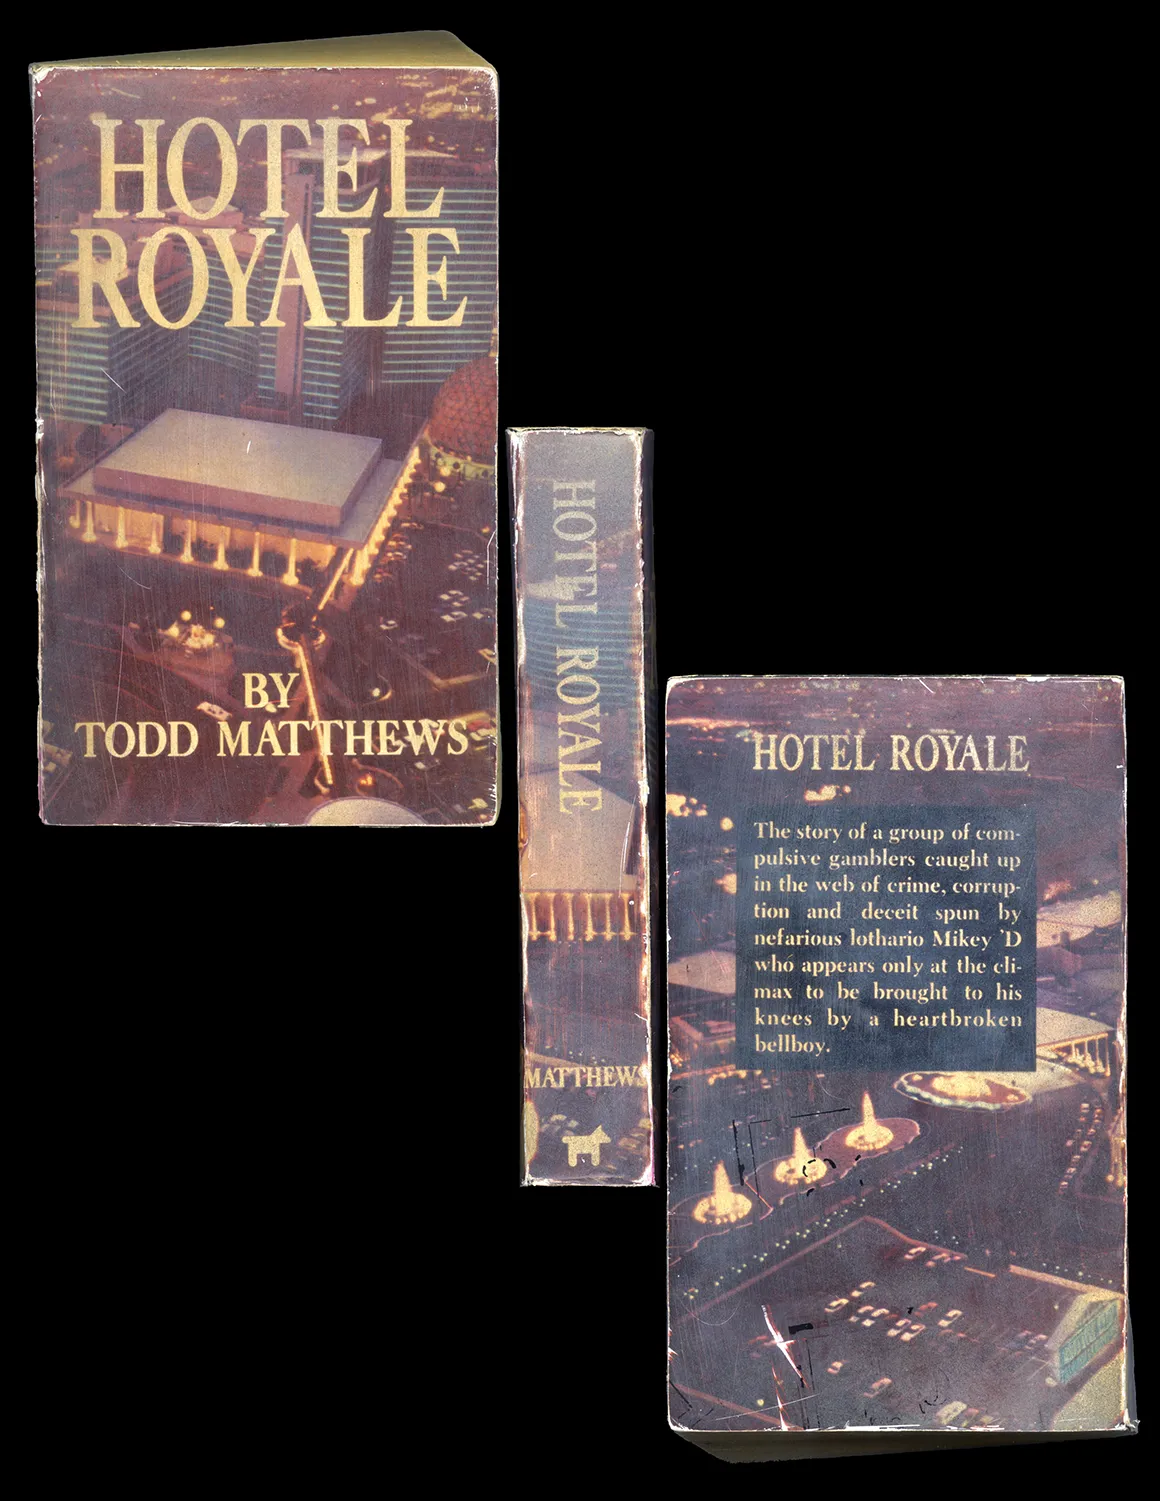 HOTEL
ROYALE
BY
TODD MATTHEWS
HOTEL ROYALE
MATTHEWS
HOTEL ROYALE
The story of a group of com-
pulsive gamblers caught up
in the web of crime, corrup-
tion and deceit spun by
nefarious lothario Mikey 'D
who appears only at the cli-
max to be brought to his
knees by a heartbroken
bellboy.